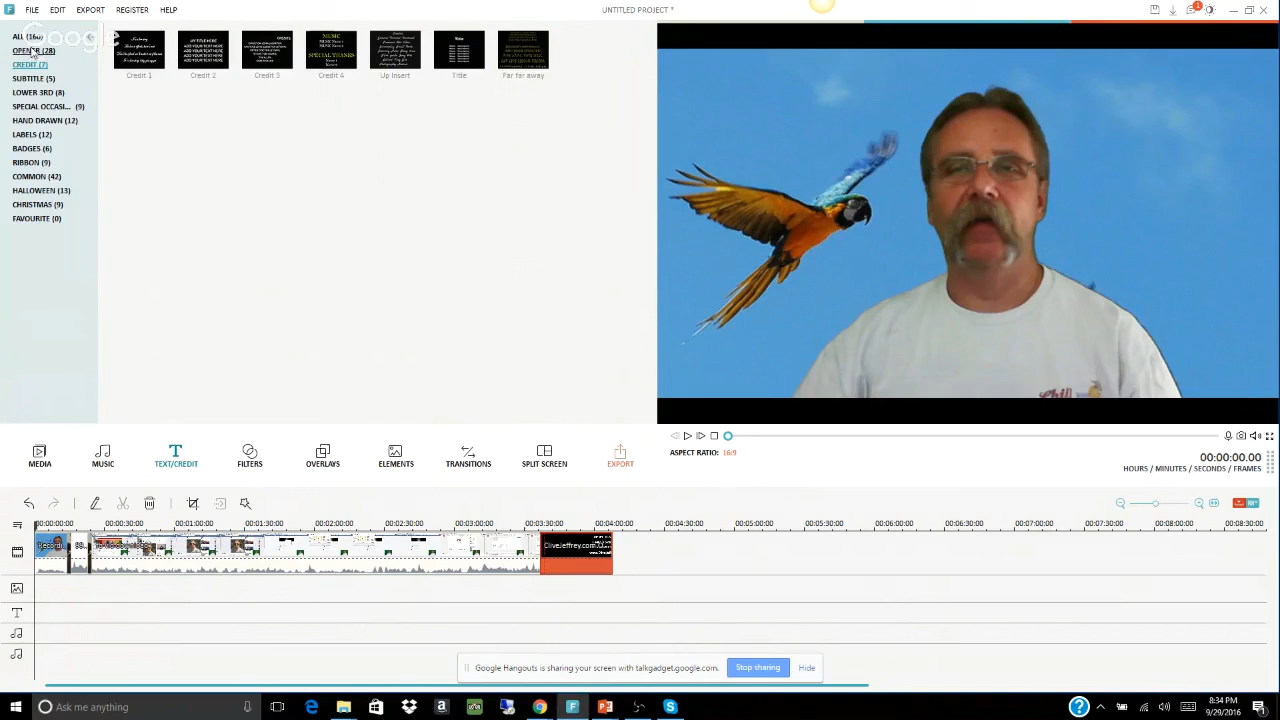 FILE EDIT EXPORT REGISTER HELP
UNTITLED PROJECT *
1
Google
ALL
CREDIT (7)
SUBTITLE (5)
LOWER 3RD (8)
SPECIAL OCCASI... (9)
HAND DRAWN (12)
LABELS (12)
BADGES (6)
RIBBON (9)
COMMON (42)
HALLOWEEN (13)
CHRISTMAS (9)
FAVOURITE (0)
MUSIC
SPECIAL THANKS
Credit 1 Credit 2 Credit 3 Credit 4 Up Insert Title Far far away
MEDIA MUSIC TEXT/CREDIT FILTERS OVERLAYS ELEMENTS TRANSITIONS SPLIT SCREEN EXPORT
ASPECT RATIO: 16:9
00:00:00.00
HOURS / MINUTES / SECONDS / FRAMES
00:00:00:00 00:00:30:00 00:01:00:00 00:01:30:00 00:02:00:00 00:02:30:00 00:03:00:00 00:03:30:00 00:04:00:00 00:04:30:00 00:05:00:00 00:05:30:00 00:06:00:00 00:06:30:00 00:07:00:00 00:07:30:00 00:08:00:00 00:08:30:00
CliveJeffrey.com
Google Hangouts is sharing your screen with talkgadget.google.com.
Stop sharing
Hide
Ask me anything
8:34 PM
9/29/2016